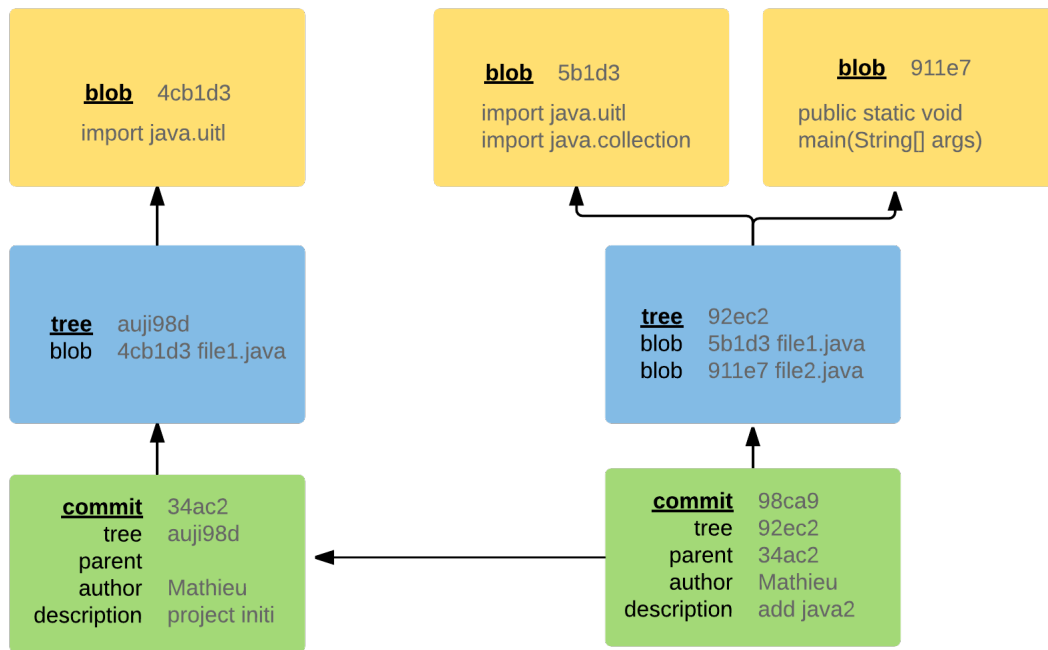 blob 4cb1d3
import java.uitl
blob 5b1d3
import java.uitl
import java.collection
blob 911e7
public static void
main(String[] args)
tree auji98d
blob 4cb1d3 file1.java
tree 92ec2
blob 5b1d3 file1.java
blob 911e7 file2.java
commit 34ac2
tree auji98d
parent
author Mathieu
description project initi
commit 98ca9
tree 92ec2
parent 34ac2
author Mathieu
description add java2